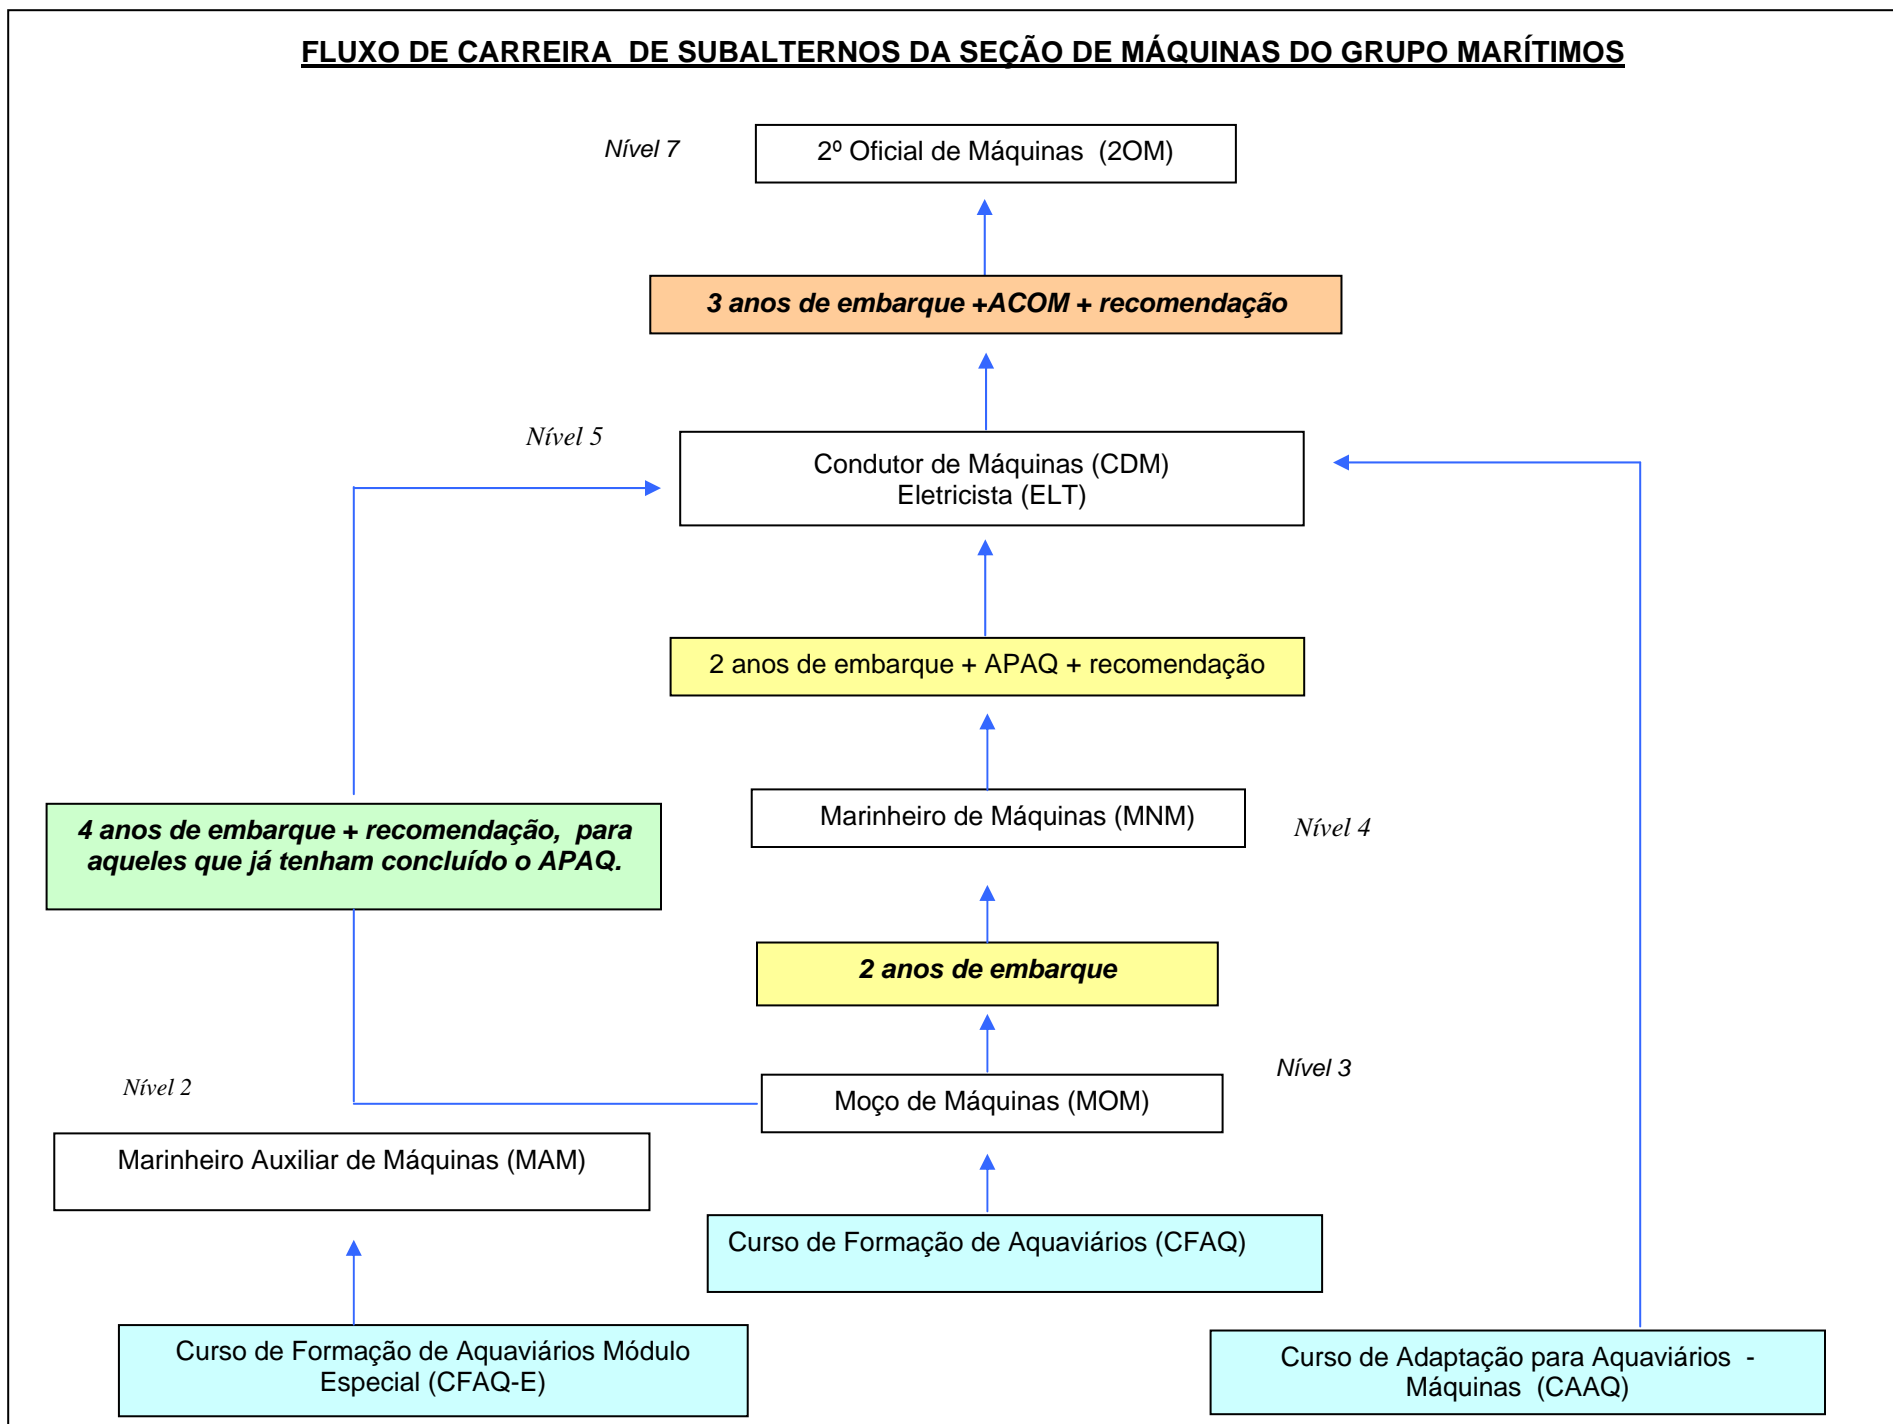 FLUXO DE CARREIRA DE SUBALTERNOS DA SEÇÃO DE MÁQUINAS DO GRUPO MARÍTIMOS
Nível 7
2º Oficial de Máquinas (2OM)
3 anos de embarque +ACOM + recomendação
Nível 5
Condutor de Máquinas (CDM)
Eletricista (ELT)
2 anos de embarque + APAQ + recomendação
4 anos de embarque + recomendação, para
aqueles que já tenham concluído o APAQ.
Marinheiro de Máquinas (MNM)
Nível 4
2 anos de embarque
Nível 3
Nível 2
Moço de Máquinas (MOM)
Marinheiro Auxiliar de Máquinas (MAM)
Curso de Formação de Aquaviários (CFAQ)
Curso de Formação de Aquaviários Módulo
Especial (CFAQ-E)
Curso de Adaptação para Aquaviários -
Máquinas (CAAQ)